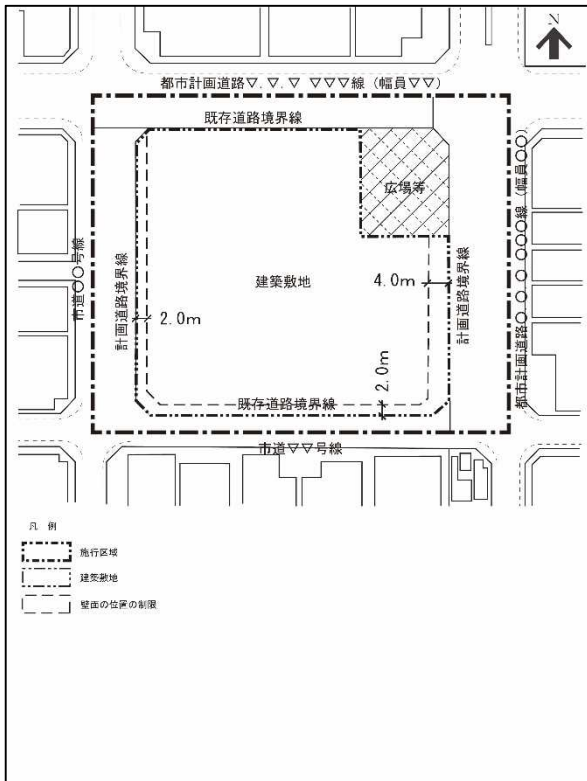 N
都市計画道路▽.▽.▽ ▽▽▽線（幅員▽▽）
既存道路境界線
広場等
市道○○号線
計画道路境界線
建築敷地
2.0m
4.0m
計画道路境界線
都市計画道路○.○.○ ○○○線（幅員○○）
2.0m
既存道路境界線
市道▽▽号線
凡 例
施行区域
建築敷地
壁面の位置の制限